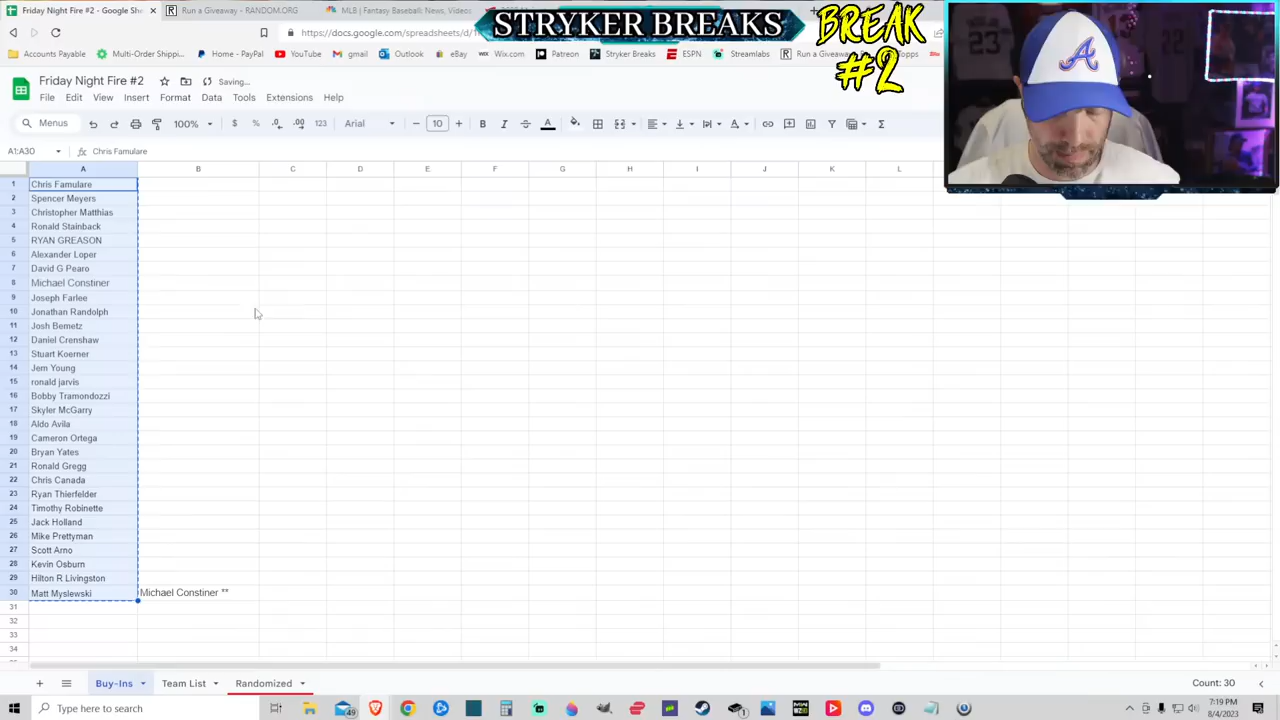 Friday Night Fire #2 - Google She
Run a Giveaway - RANDOM.ORG
MLB | Fantasy Baseball: News, Videos
STRYKER BREAKS
BREAK
#2
https://docs.google.com/spreadsheets/d/1
Multi-Order Shipping
Home - PayPal
YouTube
gmail
Outlook
eBay
Wix.com
Patreon
Stryker Breaks
ESPN
Streamlabs
Run a Giveaway
Topps
Friday Night Fire #2
Saving...
File Edit View Insert Format Data Tools Extensions Help
Menus
100%
$ % .0 .00 123
Arial
10
A1:A30
Chris Famulare
A B C D E F G H I J K L
1 Chris Famulare
2 Spencer Meyers
3 Christopher Matthias
4 Ronald Stainback
5 RYAN GREASON
6 Alexander Loper
7 David G Pearo
8 Michael Constiner
9 Joseph Farlee
10 Jonathan Randolph
11 Josh Bemetz
12 Daniel Crenshaw
13 Stuart Koerner
14 Jem Young
15 ronald jarvis
16 Bobby Tramondozzi
17 Skyler McGarry
18 Aldo Avila
19 Cameron Ortega
20 Bryan Yates
21 Ronald Gregg
22 Chris Canada
23 Ryan Thierfelder
24 Timothy Robinette
25 Jack Holland
26 Mike Prettyman
27 Scott Arno
28 Kevin Osburn
29 Hilton R Livingston
30 Matt Myslewski Michael Constiner **
31
32
33
34
Buy-Ins
Team List
Randomized
Count: 30
Type here to search
7:19 PM
8/4/2023